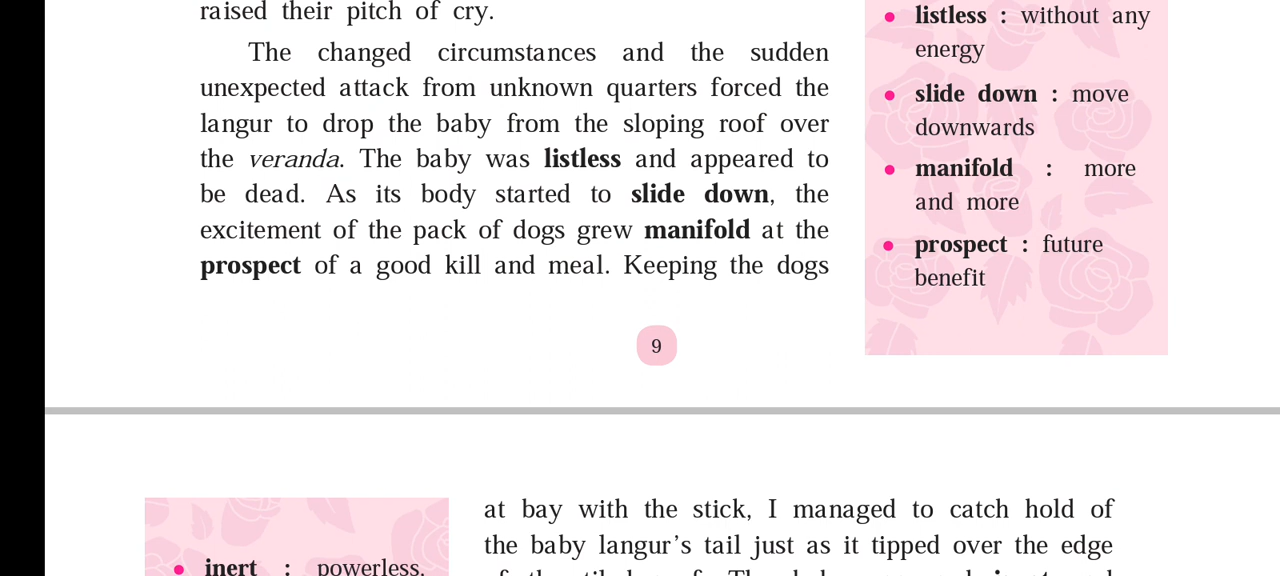 raised their pitch of cry.
The changed circumstances and the sudden
unexpected attack from unknown quarters forced the
langur to drop the baby from the sloping roof over
the veranda. The baby was listless and appeared to
be dead. As its body started to slide down, the
excitement of the pack of dogs grew manifold at the
prospect of a good kill and meal. Keeping the dogs
• listless : without any
energy
• slide down : move
downwards
• manifold : more
and more
• prospect : future
benefit
9
• inert : powerless,
at bay with the stick, I managed to catch hold of
the baby langur's tail just as it tipped over the edge